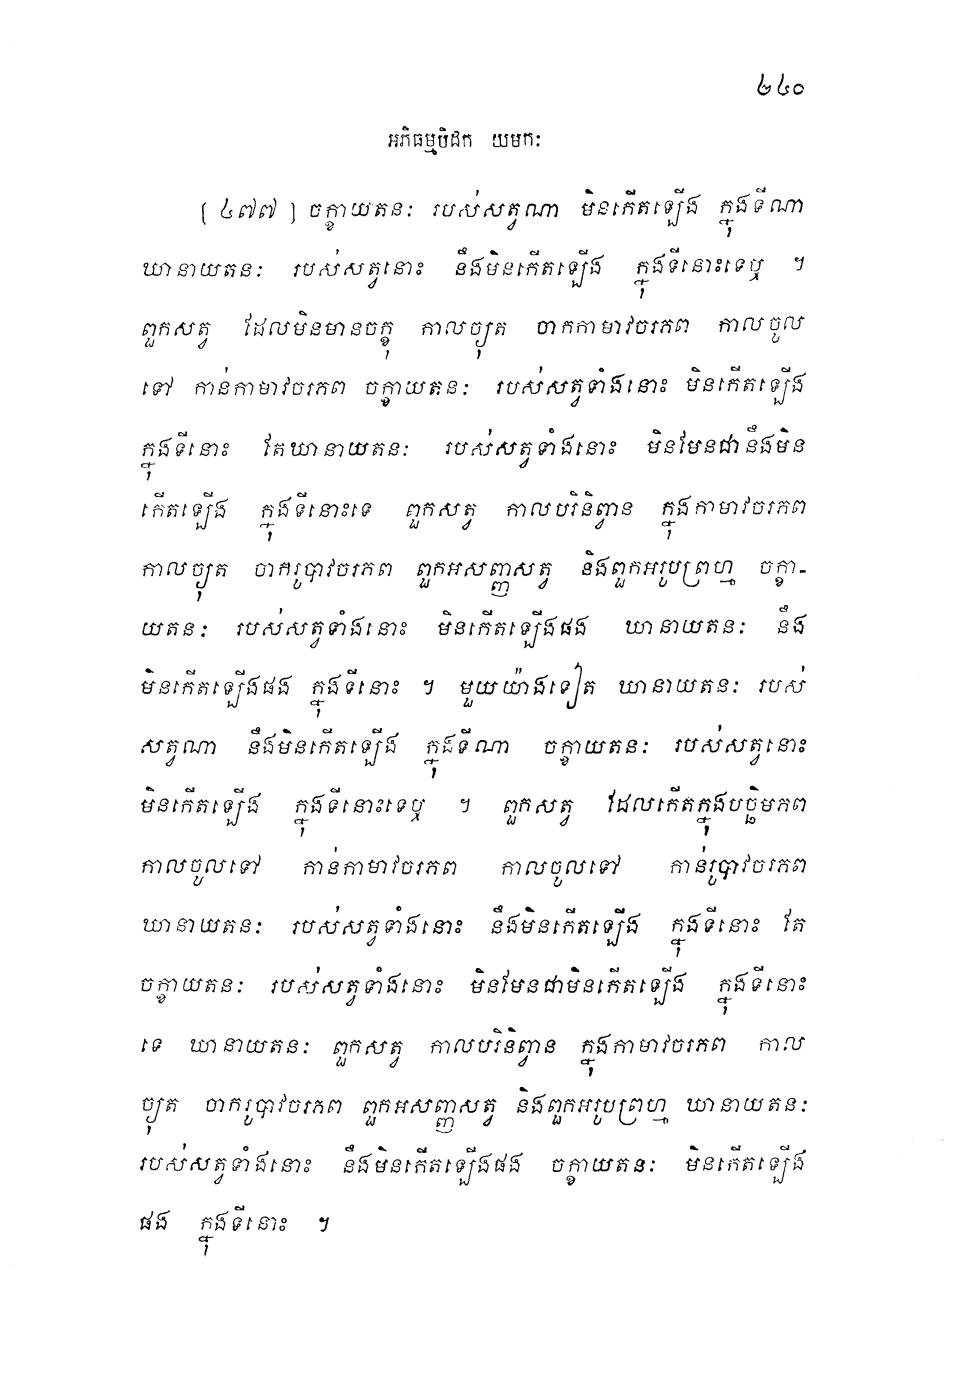 ២៤០
អភិធម្មបិដក យមកៈ
[ ៤៧៧ ] ចក្ខាយតនៈ របស់សត្វណា មិនកើតឡើង ក្នុងទីណា
ឃានាយតនៈ របស់សត្វនោះ នឹងមិនកើតឡើង ក្នុងទីនោះទេឬ ។
ពួកសត្វ ដែលមិនមានចក្ខុ កាលច្យុត ចាកកាមាវចរភព កាលចូល
ទៅ កាន់កាមាវចរភព ចក្ខាយតនៈ របស់សត្វទាំងនោះ មិនកើតឡើង
ក្នុងទីនោះ តែឃានាយតនៈ របស់សត្វទាំងនោះ មិនមែនជានឹងមិន
កើតឡើង ក្នុងទីនោះទេ ពួកសត្វ កាលបរិនិព្វាន ក្នុងកាមាវចរភព
កាលច្យុត ចាករូបាវចរភព ពួកអសញ្ញសត្វ និងពួកអរូបព្រហ្ម ចក្ខា-
យតនៈ របស់សត្វទាំងនោះ មិនកើតឡើងផង ឃានាយតនៈ នឹង
មិនកើតឡើងផង ក្នុងទីនោះ ។ មួយយ៉ាងទៀត ឃានាយតនៈ របស់
សត្វណា នឹងមិនកើតឡើង ក្នុងទីណា ចក្ខាយតនៈ របស់សត្វនោះ
មិនកើតឡើង ក្នុងទីនោះទេឬ ។ ពួកសត្វ ដែលកើតក្នុងបច្ឆិមភព
កាលចូលទៅ កាន់កាមាវចរភព កាលចូលទៅ កាន់រូបាវចរភព
ឃានាយតនៈ របស់សត្វទាំងនោះ នឹងមិនកើតឡើង ក្នុងទីនោះ តែ
ចក្ខាយតនៈ របស់សត្វទាំងនោះ មិនមែនជាមិនកើតឡើង ក្នុងទីនោះ
ទេ ឃានាយតនៈ ពួកសត្វ កាលបរិនិព្វាន ក្នុងកាមាវចរភព កាល
ច្យុត ចាករូបាវចរភព ពួកអសញ្ញសត្វ និងពួកអរូបព្រហ្ម ឃានាយតនៈ
របស់សត្វទាំងនោះ នឹងមិនកើតឡើងផង ចក្ខាយតនៈ មិនកើតឡើង
ផង ក្នុងទីនោះ ។